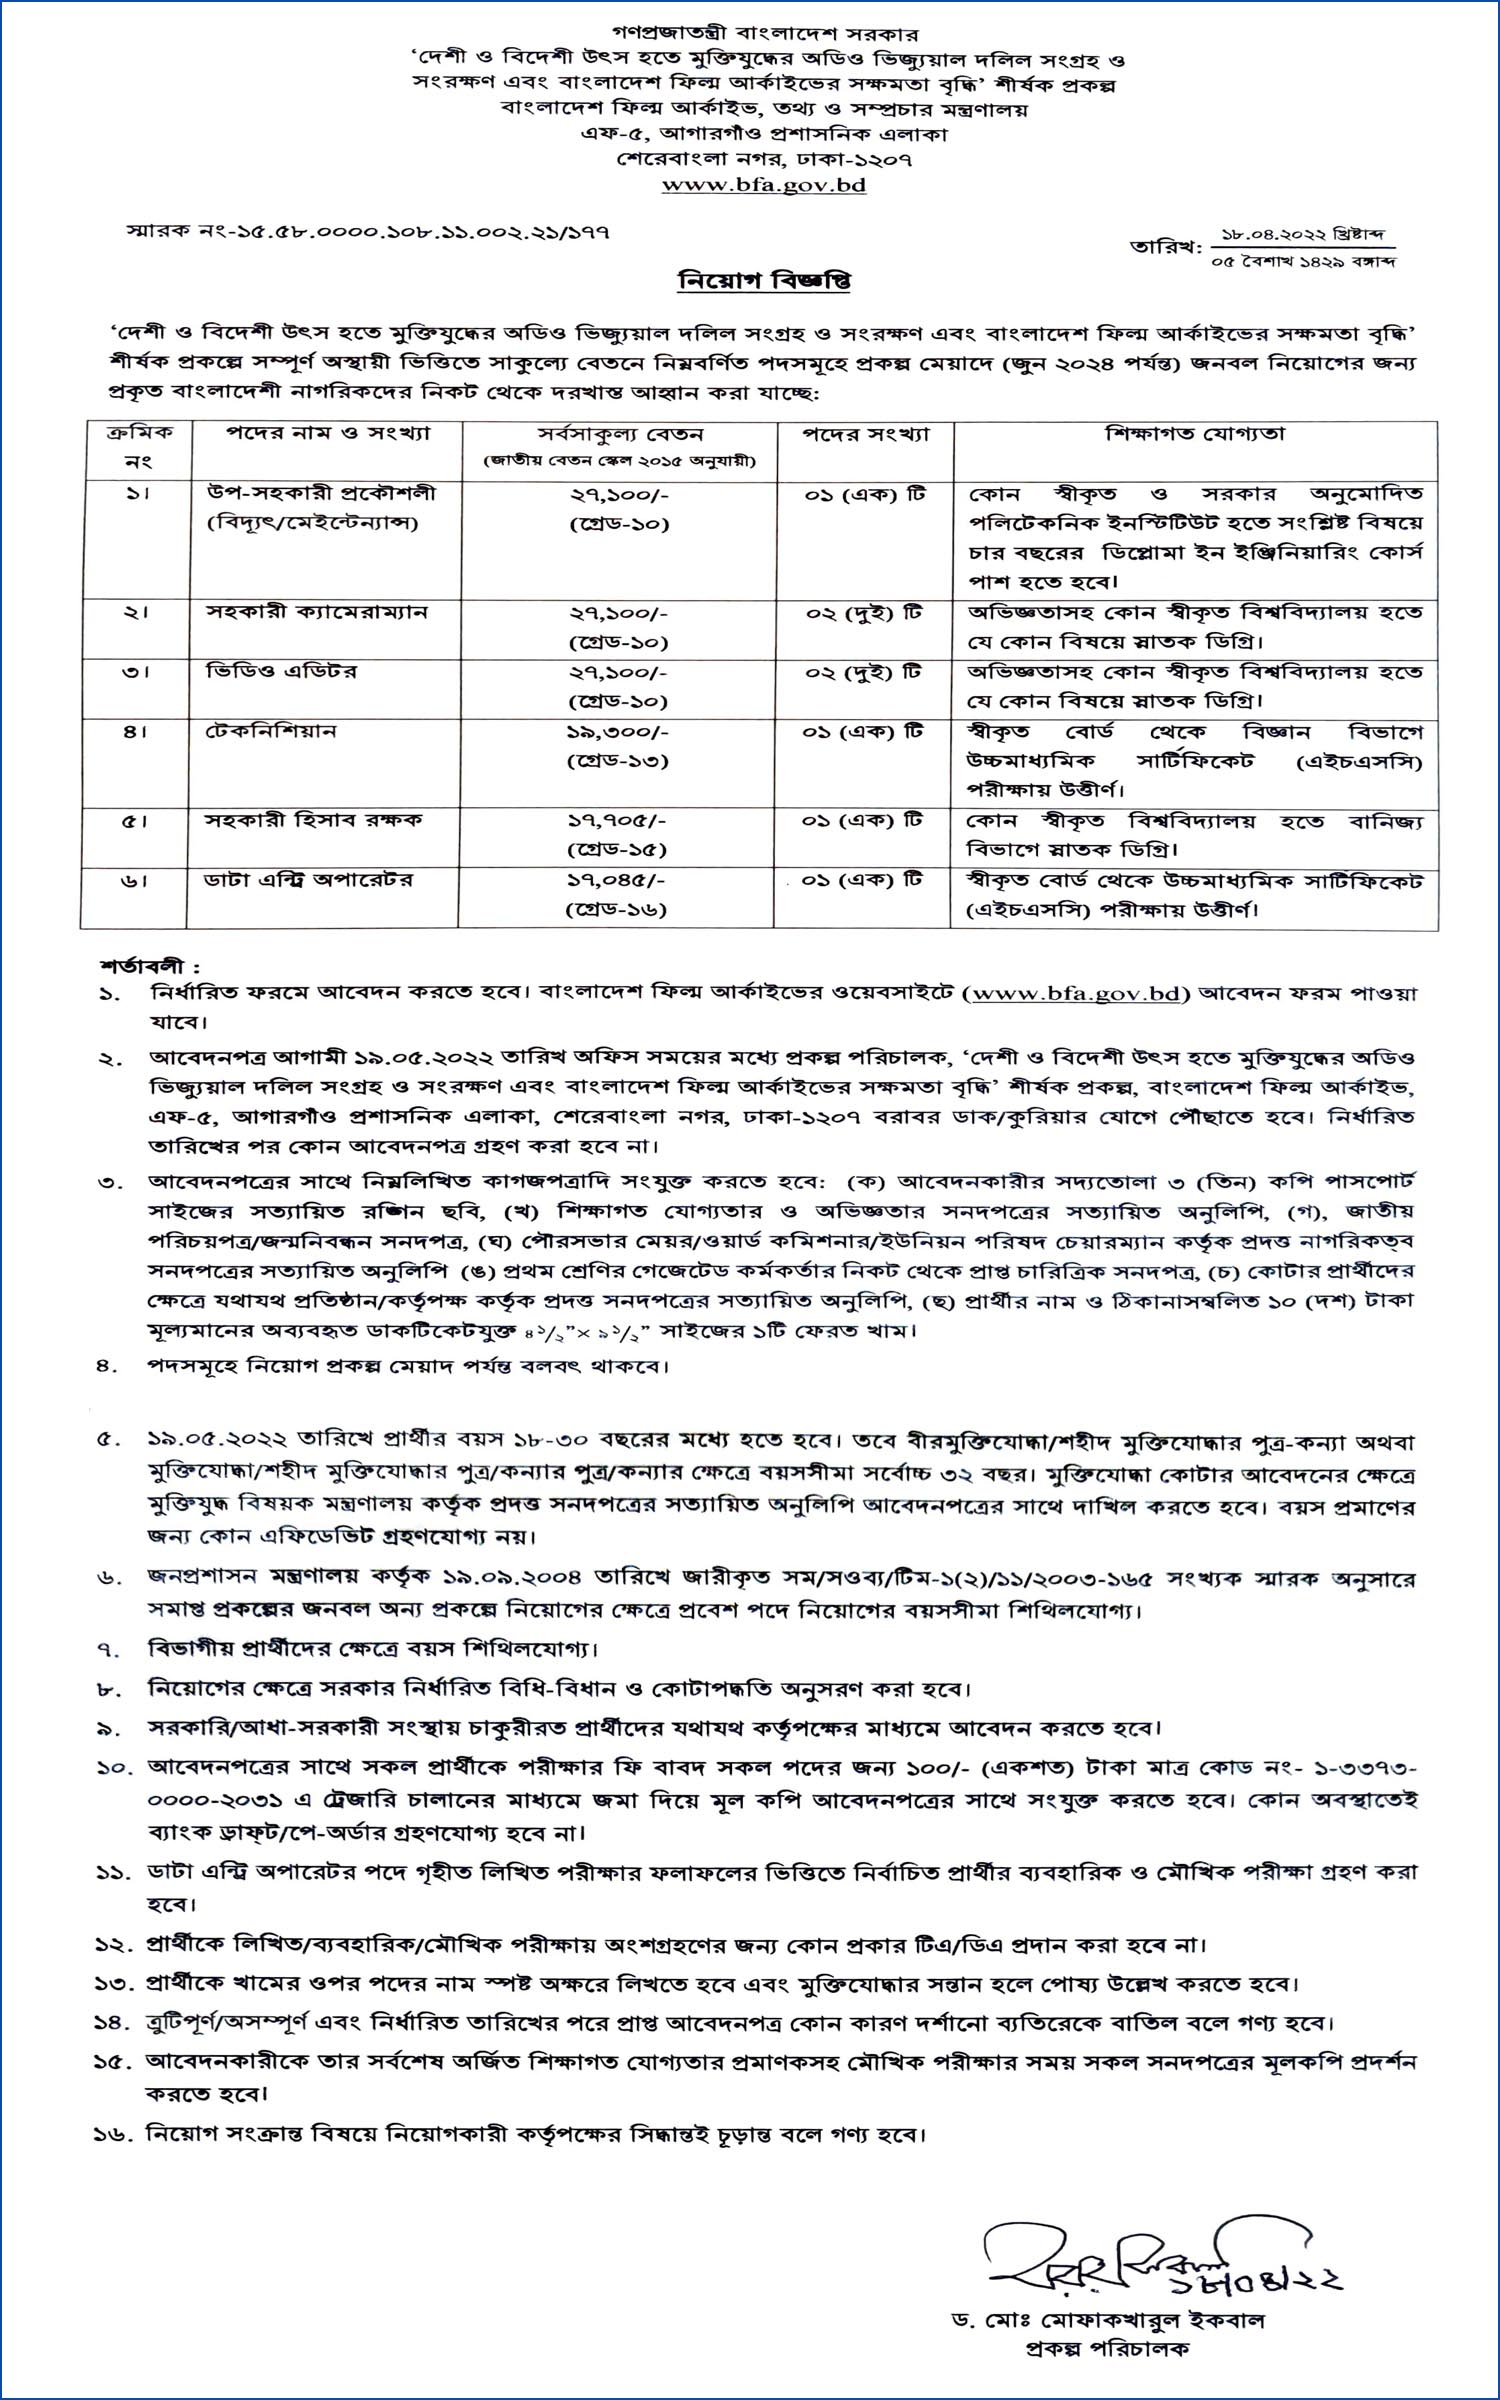 গণপ্রজাতন্ত্রী বাংলাদেশ সরকার
‘দেশী ও বিদেশী উৎস হতে মুক্তিযুদ্ধের অডিও ভিজ্যুয়াল দলিল সংগ্রহ ও
সংরক্ষণ এবং বাংলাদেশ ফিল্ম আর্কাইভের সক্ষমতা বৃদ্ধি’ শীর্ষক প্রকল্প
বাংলাদেশ ফিল্ম আর্কাইভ, তথ্য ও সম্প্রচার মন্ত্রণালয়
এফ-৫, আগারগাঁও প্রশাসনিক এলাকা
শেরেবাংলা নগর, ঢাকা-১২০৭
www.bfa.gov.bd
স্মারক নং-১৫.৫৮.০০০০.১০৮.১১.০০২.২১/১৭৭
তারিখ: ১৮.০৪.২০২২ খ্রিষ্টাব্দ
০৫ বৈশাখ ১৪২৯ বঙ্গাব্দ
নিয়োগ বিজ্ঞপ্তি
‘দেশী ও বিদেশী উৎস হতে মুক্তিযুদ্ধের অডিও ভিজ্যুয়াল দলিল সংগ্রহ ও সংরক্ষণ এবং বাংলাদেশ ফিল্ম আর্কাইভের সক্ষমতা বৃদ্ধি’
শীর্ষক প্রকল্পে সম্পূর্ণ অস্থায়ী ভিত্তিতে সাকুল্যে বেতনে নিম্নবর্ণিত পদসমূহে প্রকল্প মেয়াদে (জুন ২০২৪ পর্যন্ত) জনবল নিয়োগের জন্য
প্রকৃত বাংলাদেশী নাগরিকদের নিকট থেকে দরখাস্ত আহ্বান করা যাচ্ছে:
ক্রমিক নং পদের নাম ও সংখ্যা সর্বসাকুল্য বেতন (জাতীয় বেতন স্কেল ২০১৫ অনুযায়ী) পদের সংখ্যা শিক্ষাগত যোগ্যতা
১। উপ-সহকারী প্রকৌশলী ২৭,১০০/- ০১ (এক) টি কোন স্বীকৃত ও সরকার অনুমোদিত
(বিদ্যুৎ/মেইন্টেন্যান্স) (গ্রেড-১০) পলিটেকনিক ইনস্টিটিউট হতে সংশ্লিষ্ট বিষয়ে
চার বছরের ডিপ্লোমা ইন ইঞ্জিনিয়ারিং কোর্স
পাশ হতে হবে।
২। সহকারী ক্যামেরাম্যান ২৭,১০০/- ০২ (দুই) টি অভিজ্ঞতাসহ কোন স্বীকৃত বিশ্ববিদ্যালয় হতে
(গ্রেড-১০) যে কোন বিষয়ে স্নাতক ডিগ্রি।
৩। ভিডিও এডিটর ২৭,১০০/- ০২ (দুই) টি অভিজ্ঞতাসহ কোন স্বীকৃত বিশ্ববিদ্যালয় হতে
(গ্রেড-১০) যে কোন বিষয়ে স্নাতক ডিগ্রি।
৪। টেকনিশিয়ান ১৯,৩০০/- ০১ (এক) টি স্বীকৃত বোর্ড থেকে বিজ্ঞান বিভাগে
(গ্রেড-১৩) উচ্চমাধ্যমিক সার্টিফিকেট (এইচএসসি)
পরীক্ষায় উত্তীর্ণ।
৫। সহকারী হিসাব রক্ষক ১৭,৭০৫/- ০১ (এক) টি কোন স্বীকৃত বিশ্ববিদ্যালয় হতে বানিজ্য
(গ্রেড-১৫) বিভাগে স্নাতক ডিগ্রি।
৬। ডাটা এন্ট্রি অপারেটর ১৭,০৪৫/- ০১ (এক) টি স্বীকৃত বোর্ড থেকে উচ্চমাধ্যমিক সার্টিফিকেট
(গ্রেড-১৬) (এইচএসসি) পরীক্ষায় উত্তীর্ণ।
শর্তাবলী :
১. নির্ধারিত ফরমে আবেদন করতে হবে। বাংলাদেশ ফিল্ম আর্কাইভের ওয়েবসাইটে (www.bfa.gov.bd) আবেদন ফরম পাওয়া
যাবে।
২. আবেদনপত্র আগামী ১৯.০৫.২০২২ তারিখ অফিস সময়ের মধ্যে প্রকল্প পরিচালক, ‘দেশী ও বিদেশী উৎস হতে মুক্তিযুদ্ধের অডিও
ভিজ্যুয়াল দলিল সংগ্রহ ও সংরক্ষণ এবং বাংলাদেশ ফিল্ম আর্কাইভের সক্ষমতা বৃদ্ধি’ শীর্ষক প্রকল্প, বাংলাদেশ ফিল্ম আর্কাইভ,
এফ-৫, আগারগাঁও প্রশাসনিক এলাকা, শেরেবাংলা নগর, ঢাকা-১২০৭ বরাবর ডাক/কুরিয়ার যোগে পৌঁছাতে হবে। নির্ধারিত
তারিখের পর কোন আবেদনপত্র গ্রহণ করা হবে না।
৩. আবেদনপত্রের সাথে নিম্নলিখিত কাগজপত্রাদি সংযুক্ত করতে হবে: (ক) আবেদনকারীর সদ্যতোলা ৩ (তিন) কপি পাসপোর্ট
সাইজের সত্যায়িত রঙ্গিন ছবি, (খ) শিক্ষাগত যোগ্যতার ও অভিজ্ঞতার সনদপত্রের সত্যায়িত অনুলিপি, (গ), জাতীয়
পরিচয়পত্র/জন্মনিবন্ধন সনদপত্র, (ঘ) পৌরসভার মেয়র/ওয়ার্ড কমিশনার/ইউনিয়ন পরিষদ চেয়ারম্যান কর্তৃক প্রদত্ত নাগরিকত্ব
সনদপত্রের সত্যায়িত অনুলিপি (ঙ) প্রথম শ্রেণির গেজেটেড কর্মকর্তার নিকট থেকে প্রাপ্ত চারিত্রিক সনদপত্র, (চ) কোটার প্রার্থীদের
ক্ষেত্রে যথাযথ প্রতিষ্ঠান/কর্তৃপক্ষ কর্তৃক প্রদত্ত সনদপত্রের সত্যায়িত অনুলিপি, (ছ) প্রার্থীর নাম ও ঠিকানাসম্বলিত ১০ (দশ) টাকা
মূল্যমানের অব্যবহৃত ডাকটিকেটযুক্ত ৪১/২”× ৯১/২” সাইজের ১টি ফেরত খাম।
৪. পদসমূহে নিয়োগ প্রকল্প মেয়াদ পর্যন্ত বলবৎ থাকবে।
৫. ১৯.০৫.২০২২ তারিখে প্রার্থীর বয়স ১৮-৩০ বছরের মধ্যে হতে হবে। তবে বীরমুক্তিযোদ্ধা/শহীদ মুক্তিযোদ্ধার পুত্র-কন্যা অথবা
মুক্তিযোদ্ধা/শহীদ মুক্তিযোদ্ধার পুত্র/কন্যার পুত্র/কন্যার ক্ষেত্রে বয়সসীমা সর্বোচ্চ ৩২ বছর। মুক্তিযোদ্ধা কোটার আবেদনের ক্ষেত্রে
মুক্তিযুদ্ধ বিষয়ক মন্ত্রণালয় কর্তৃক প্রদত্ত সনদপত্রের সত্যায়িত অনুলিপি আবেদনপত্রের সাথে দাখিল করতে হবে। বয়স প্রমাণের
জন্য কোন এফিডেভিট গ্রহণযোগ্য নয়।
৬. জনপ্রশাসন মন্ত্রণালয় কর্তৃক ১৯.০৯.২০০৪ তারিখে জারীকৃত সম/সওব্য/টিম-১(২)/১১/২০০৩-১৬৫ সংখ্যক স্মারক অনুসারে
সমাপ্ত প্রকল্পের জনবল অন্য প্রকল্পে নিয়োগের ক্ষেত্রে প্রবেশ পদে নিয়োগের বয়সসীমা শিথিলযোগ্য।
৭. বিভাগীয় প্রার্থীদের ক্ষেত্রে বয়স শিথিলযোগ্য।
৮. নিয়োগের ক্ষেত্রে সরকার নির্ধারিত বিধি-বিধান ও কোটাপদ্ধতি অনুসরণ করা হবে।
৯. সরকারি/আধা-সরকারী সংস্থায় চাকুরীরত প্রার্থীদের যথাযথ কর্তৃপক্ষের মাধ্যমে আবেদন করতে হবে।
১০. আবেদনপত্রের সাথে সকল প্রার্থীকে পরীক্ষার ফি বাবদ সকল পদের জন্য ১০০/- (একশত) টাকা মাত্র কোড নং- ১-৩৩৭৩-
০০০০-২০৩১ এ ট্রেজারি চালানের মাধ্যমে জমা দিয়ে মূল কপি আবেদনপত্রের সাথে সংযুক্ত করতে হবে। কোন অবস্থাতেই
ব্যাংক ড্রাফ্‌ট/পে-অর্ডার গ্রহণযোগ্য হবে না।
১১. ডাটা এন্ট্রি অপারেটর পদে গৃহীত লিখিত পরীক্ষার ফলাফলের ভিত্তিতে নির্বাচিত প্রার্থীর ব্যবহারিক ও মৌখিক পরীক্ষা গ্রহণ করা
হবে।
১২. প্রার্থীকে লিখিত/ব্যবহারিক/মৌখিক পরীক্ষায় অংশগ্রহণের জন্য কোন প্রকার টিএ/ডিএ প্রদান করা হবে না।
১৩. প্রার্থীকে খামের ওপর পদের নাম স্পষ্ট অক্ষরে লিখতে হবে এবং মুক্তিযোদ্ধার সন্তান হলে পোষ্য উল্লেখ করতে হবে।
১৪. ত্রুটিপূর্ণ/অসম্পূর্ণ এবং নির্ধারিত তারিখের পরে প্রাপ্ত আবেদনপত্র কোন কারণ দর্শানো ব্যতিরেকে বাতিল বলে গণ্য হবে।
১৫. আবেদনকারীকে তার সর্বশেষ অর্জিত শিক্ষাগত যোগ্যতার প্রমাণকসহ মৌখিক পরীক্ষার সময় সকল সনদপত্রের মূলকপি প্রদর্শন
করতে হবে।
১৬. নিয়োগ সংক্রান্ত বিষয়ে নিয়োগকারী কর্তৃপক্ষের সিদ্ধান্তই চূড়ান্ত বলে গণ্য হবে।
১৮/০৪/২২
ড. মোঃ মোফাকখারুল ইকবাল
প্রকল্প পরিচালক